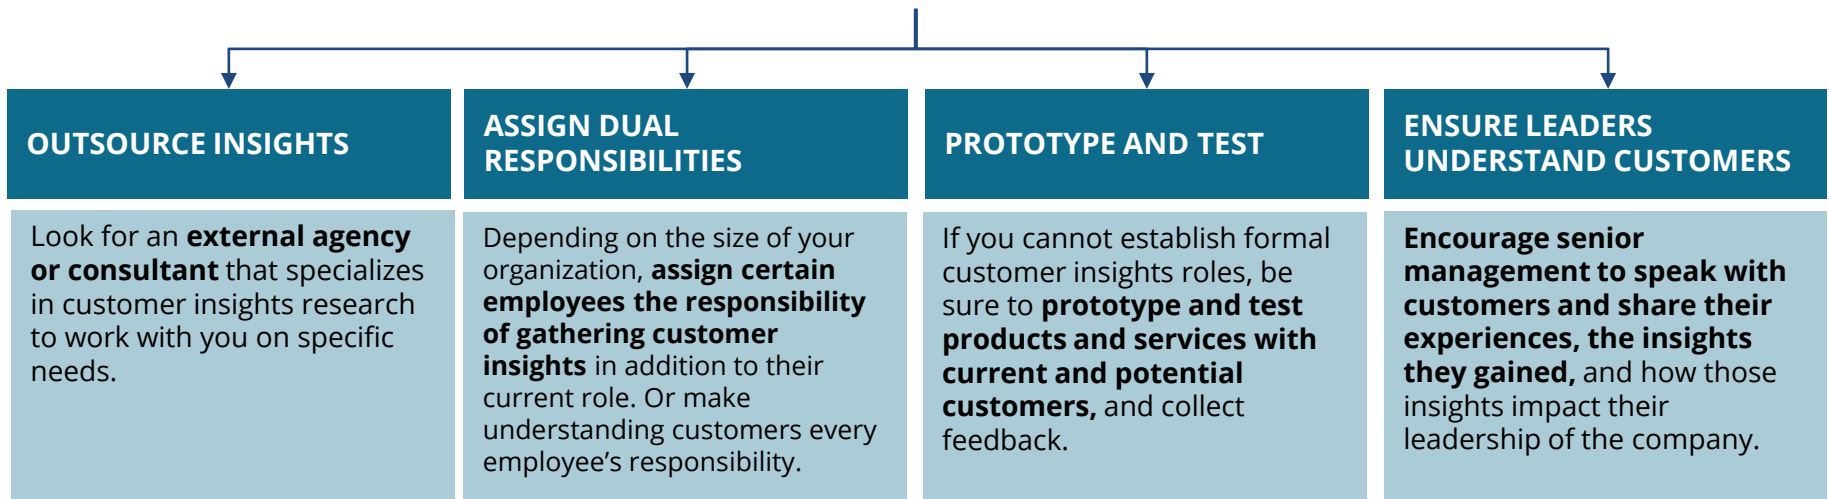 OUTSOURCE INSIGHTS
Look for an external agency
or consultant that specializes
in customer insights research
to work with you on specific
needs.
ASSIGN DUAL
RESPONSIBILITIES
Depending on the size of your
organization, assign certain
employees the responsibility
of gathering customer
insights in addition to their
current role. Or make
understanding customers every
employee’s responsibility.
PROTOTYPE AND TEST
If you cannot establish formal
customer insights roles, be
sure to prototype and test
products and services with
current and potential
customers, and collect
feedback.
ENSURE LEADERS
UNDERSTAND CUSTOMERS
Encourage senior
management to speak with
customers and share their
experiences, the insights
they gained, and how those
insights impact their
leadership of the company.